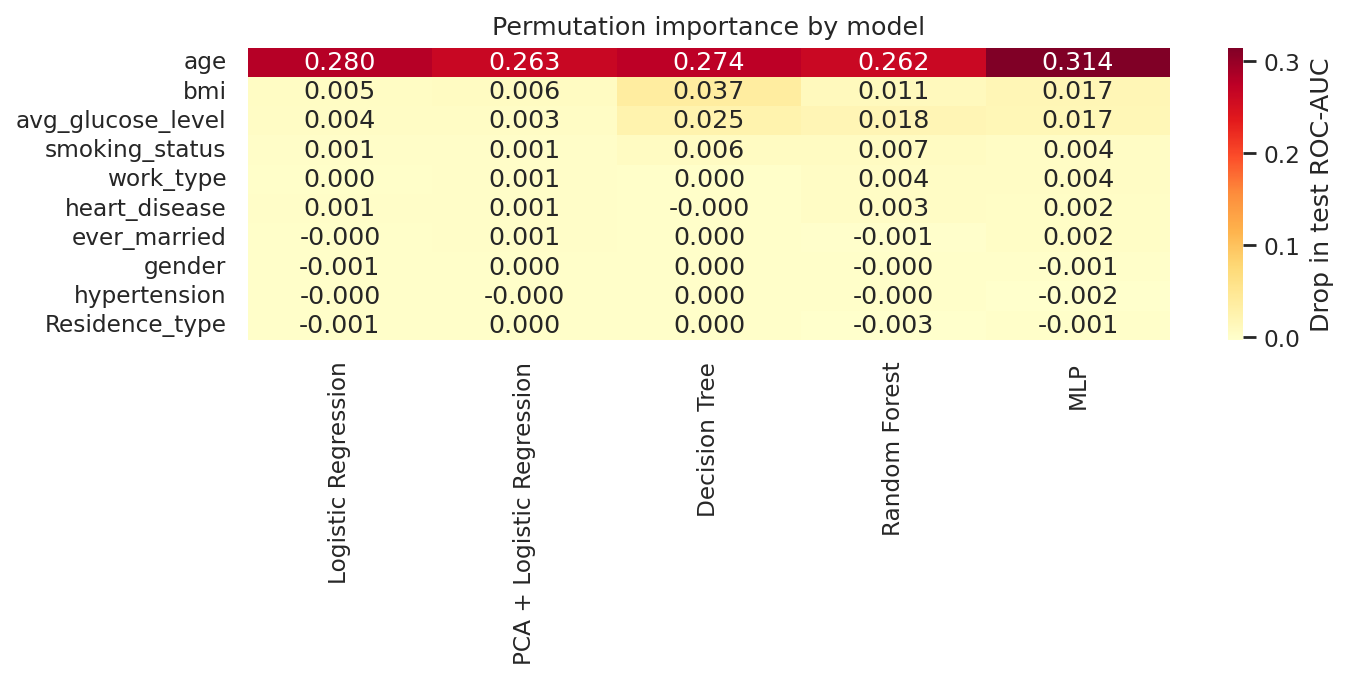 Permutation importance by model
age 0.280 0.263 0.274 0.262 0.314
bmi 0.005 0.006 0.037 0.011 0.017
avg_glucose_level 0.004 0.003 0.025 0.018 0.017
smoking_status 0.001 0.001 0.006 0.007 0.004
work_type 0.000 0.001 0.000 0.004 0.004
heart_disease 0.001 0.001 -0.000 0.003 0.002
ever_married -0.000 0.001 0.000 -0.001 0.002
gender -0.001 0.000 0.000 -0.000 -0.001
hypertension -0.000 -0.000 0.000 -0.000 -0.002
Residence_type -0.001 0.000 0.000 -0.003 -0.001
Logistic Regression
PCA + Logistic Regression
Decision Tree
Random Forest
MLP
0.3
0.2
0.1
0.0
Drop in test ROC-AUC